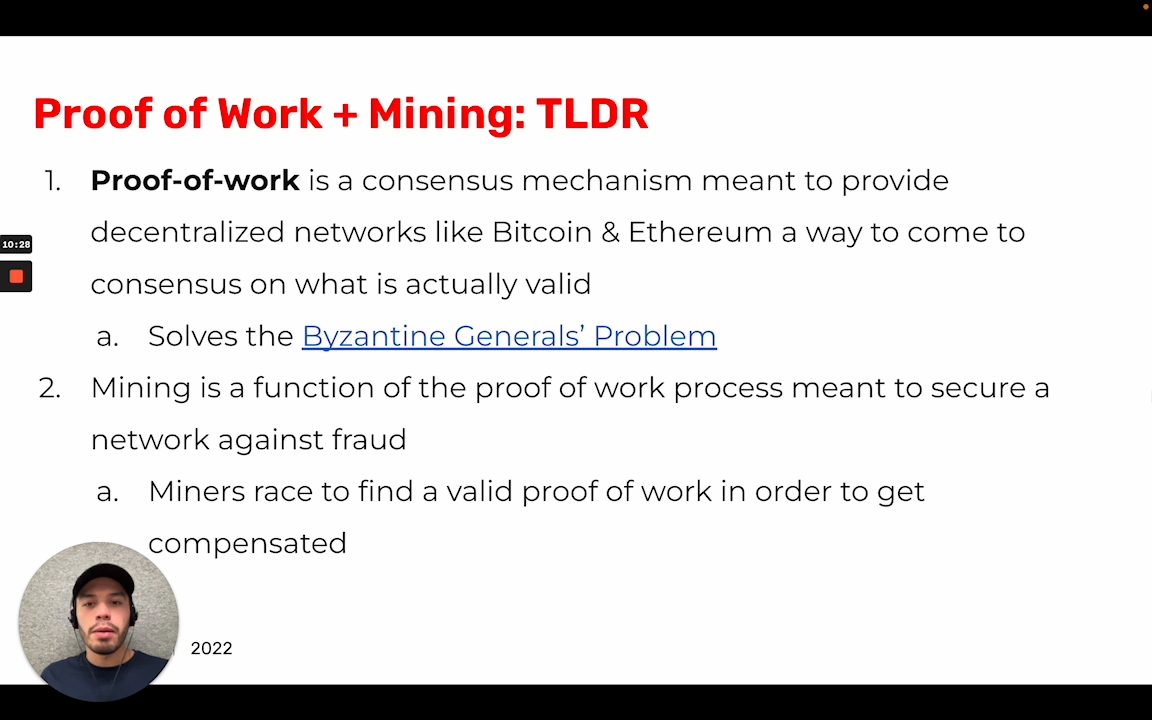 Proof of Work + Mining: TLDR
1. Proof-of-work is a consensus mechanism meant to provide
decentralized networks like Bitcoin & Ethereum a way to come to
10:28
consensus on what is actually valid
a. Solves the Byzantine Generals’ Problem
2. Mining is a function of the proof of work process meant to secure a
network against fraud
a. Miners race to find a valid proof of work in order to get
compensated
2022